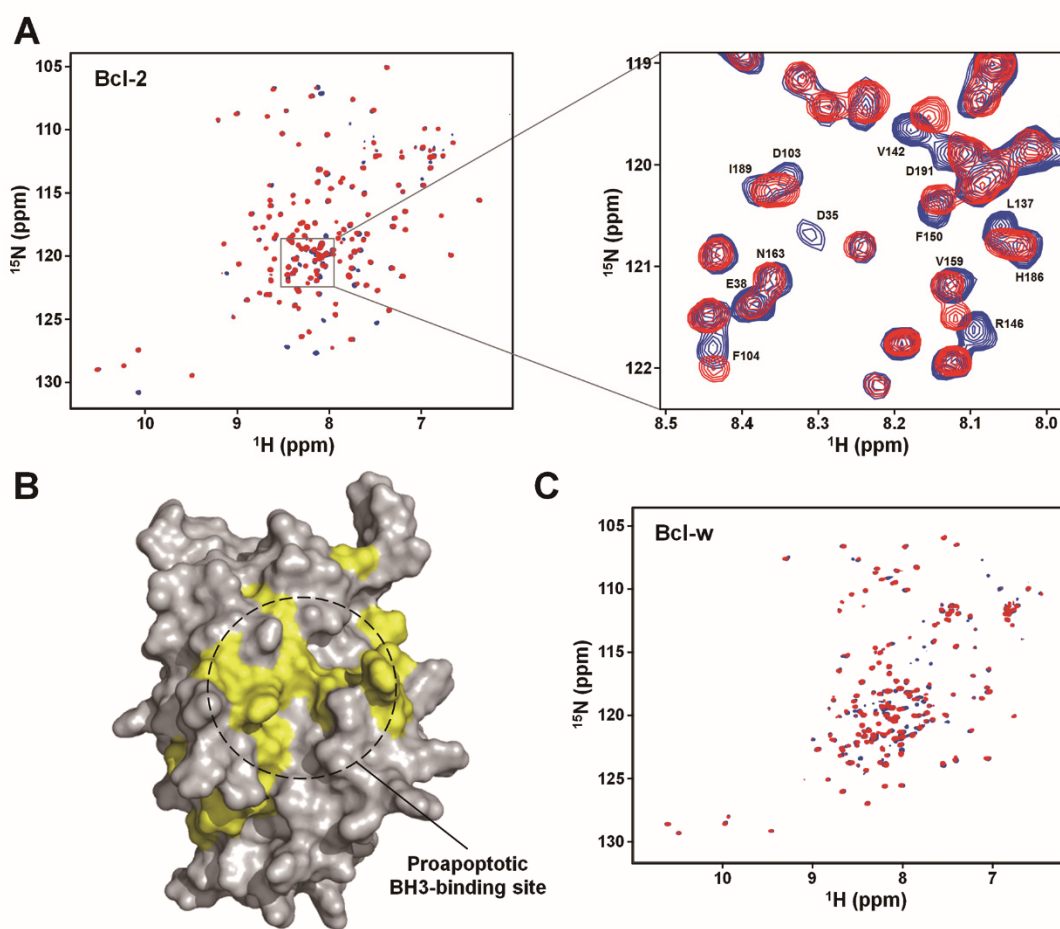 A
Bcl-2
105
110
115
120
125
130
15N (ppm)
10
9
8
7
1H (ppm)
119
120
121
122
15N (ppm)
V142
D103
I189
D191
D35
L137
F150
N163
V159
E38
H186
R146
F104
8.5
8.4
8.3
8.2
8.1
8.0
1H (ppm)
B
Proapoptotic
BH3-binding site
C
Bcl-w
105
110
115
120
125
130
15N (ppm)
10
9
8
7
1H (ppm)